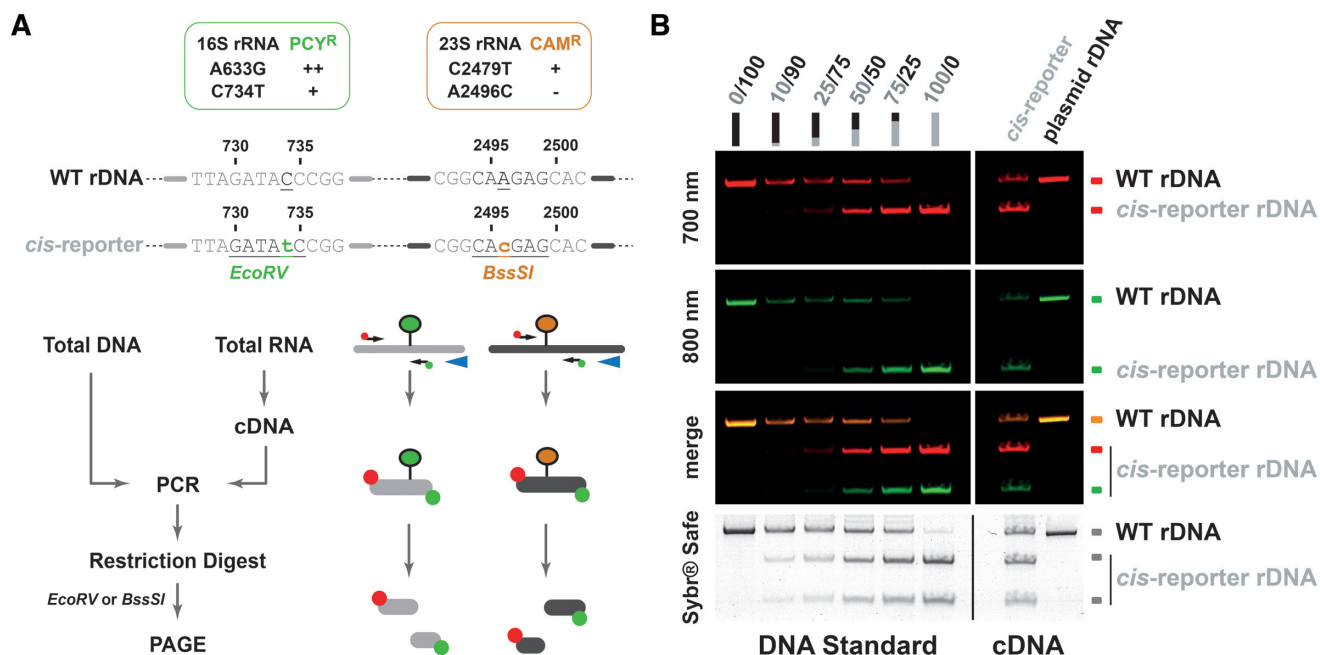 A
16S rRNA PCYR
A633G ++
C734T +
23S rRNA CAMR
C2479T +
A2496C -
730 735
2495 2500
WT rDNA TTAGATACCCGG CGGCAAGAGCAC
730 735
2495 2500
cis-reporter TTAGATAtCCGG CGGCACGAGCAC
EcoRV BssSI
Total DNA Total RNA
cDNA
PCR
Restriction Digest
EcoRV or BssSI
PAGE
B
0/100
10/90
25/75
50/50
75/25
100/0
cis-reporter
plasmid rDNA
700 nm
WT rDNA
cis-reporter rDNA
800 nm
WT rDNA
cis-reporter rDNA
merge
WT rDNA
cis-reporter rDNA
Sybr® Safe
WT rDNA
cis-reporter rDNA
DNA Standard cDNA